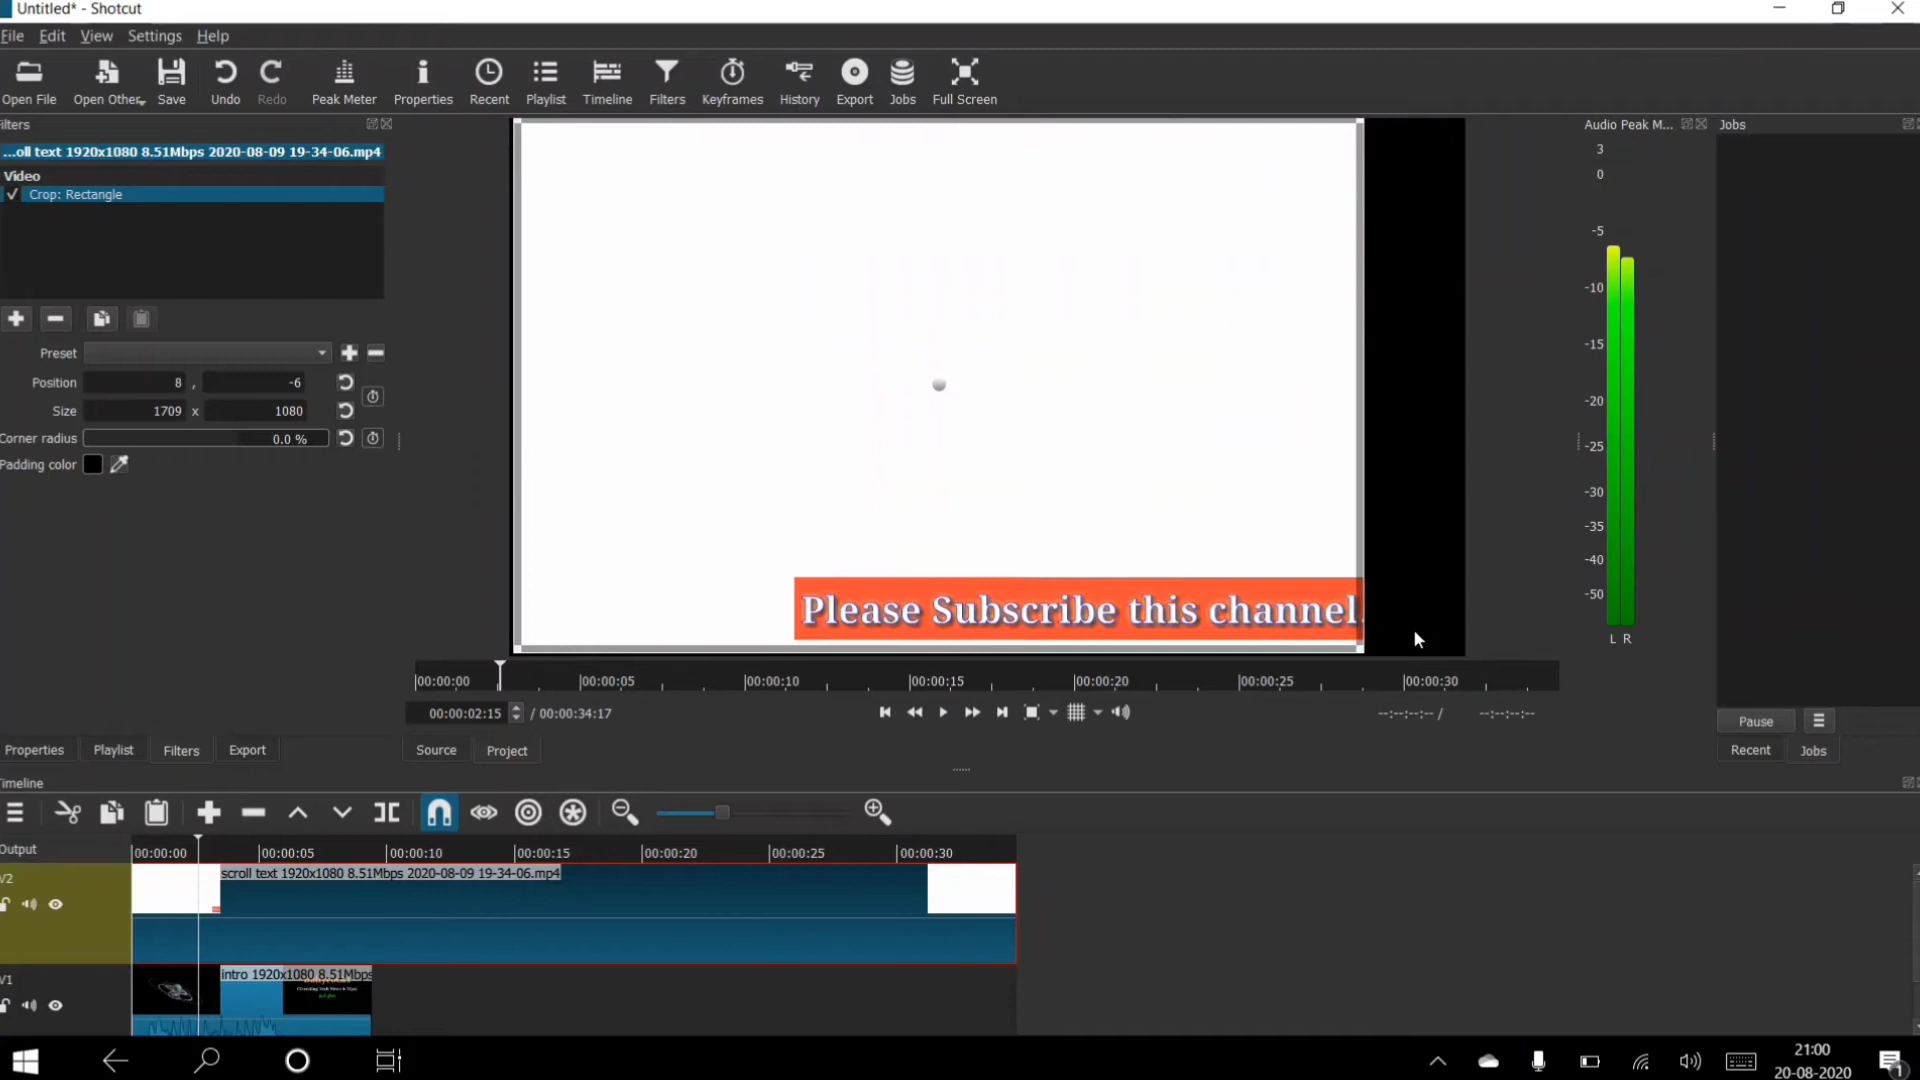 Untitled* - Shotcut
File Edit View Settings Help
Open File Open Other... Save Undo Redo Peak Meter Properties Recent Playlist Timeline Filters Keyframes History Export Jobs Full Screen
ilters
...oll text 1920x1080 8.51Mbps 2020-08-09 19-34-06.mp4
Video
Crop: Rectangle
Preset
Position 8 , -6
Size 1709 x 1080
Corner radius 0.0 %
Padding color
Please Subscribe this channel.
Audio Peak M...
3
0
-5
-10
-15
-20
-25
-30
-35
-40
-50
L R
Jobs
00:00:00 00:00:05 00:00:10 00:00:15 00:00:20 00:00:25 00:00:30
00:00:02:15 / 00:00:34:17
--:--:--:-- / --:--:--:--
Pause
Properties Playlist Filters Export
Source Project
Recent Jobs
Timeline
Output
00:00:00 00:00:05 00:00:10 00:00:15 00:00:20 00:00:25 00:00:30
V2
scroll text 1920x1080 8.51Mbps 2020-08-09 19-34-06.mp4
V1
intro 1920x1080 8.51Mbps
21:00
20-08-2020
1